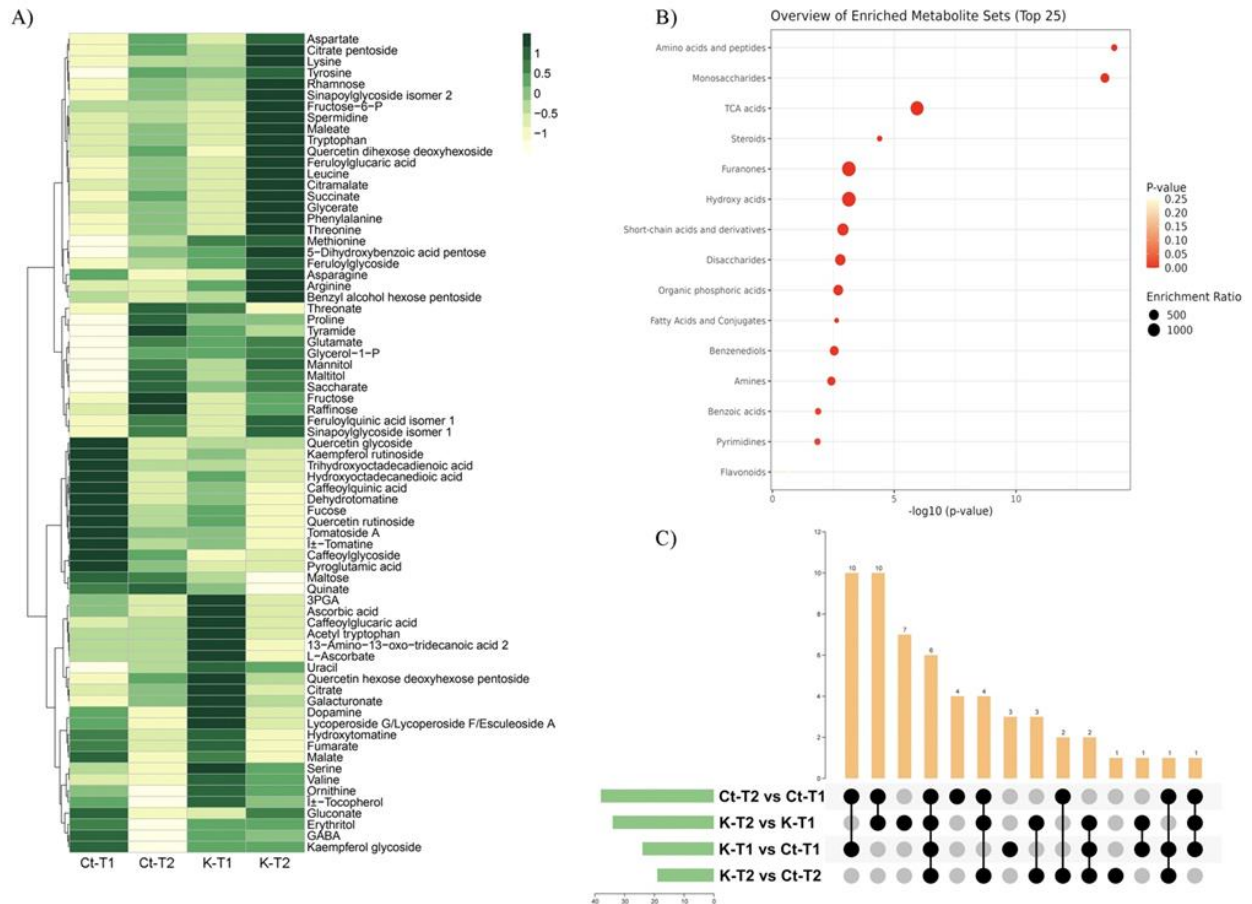 A)
Aspartate
Citrate pentoside
Lysine
Tyrosine
Rhamnose
Sinapoylglycoside isomer 2
Fructose−6−P
Spermidine
Maleate
Tryptophan
Quercetin dihexose deoxyhexoside
Feruloylglucaric acid
Leucine
Citramalate
Succinate
Glycerate
Phenylalanine
Threonine
Methionine
5−Dihydroxybenzoic acid pentose
Feruloylglycoside
Asparagine
Arginine
Benzyl alcohol hexose pentoside
Threonate
Proline
Tyramide
Glutamate
Glycerol−1−P
Mannitol
Maltitol
Saccharate
Fructose
Raffinose
Feruloylquinic acid isomer 1
Sinapoylglycoside isomer 1
Quercetin glycoside
Kaempferol rutinoside
Trihydroxyoctadecadienoic acid
Hydroxyoctadecanedioic acid
Caffeoylquinic acid
Dehydrotomatine
Fucose
Quercetin rutinoside
Tomatoside A
Î±−Tomatine
Caffeoylglycoside
Pyroglutamic acid
Maltose
Quinate
3PGA
Ascorbic acid
Caffeoylglucaric acid
Acetyl tryptophan
13−Amino−13−oxo−tridecanoic acid 2
L−Ascorbate
Uracil
Quercetin hexose deoxyhexose pentoside
Citrate
Galacturonate
Dopamine
Lycoperoside G/Lycoperoside F/Esculeoside A
Hydroxytomatine
Fumarate
Malate
Serine
Valine
Ornithine
Î±−Tocopherol
Gluconate
Erythritol
GABA
Kaempferol glycoside
Ct−T1 Ct−T2 K−T1 K−T2
1
0.5
0
−0.5
−1
B)
Overview of Enriched Metabolite Sets (Top 25)
Amino acids and peptides
Monosaccharides
TCA acids
Steroids
Furanones
Hydroxy acids
Short-chain acids and derivatives
Disaccharides
Organic phosphoric acids
Fatty Acids and Conjugates
Benzenediols
Amines
Benzoic acids
Pyrimidines
Flavonoids
0 5 10
-log10 (p-value)
P-value
0.25
0.20
0.15
0.10
0.05
0.00
Enrichment Ratio
500
1000
C)
12
10
8
6
4
2
0
10 10 7 6 4 4 3 3 2 2 1 1 1 1
Ct-T2 vs Ct-T1
K-T2 vs K-T1
K-T1 vs Ct-T1
K-T2 vs Ct-T2
40 30 20 10 0